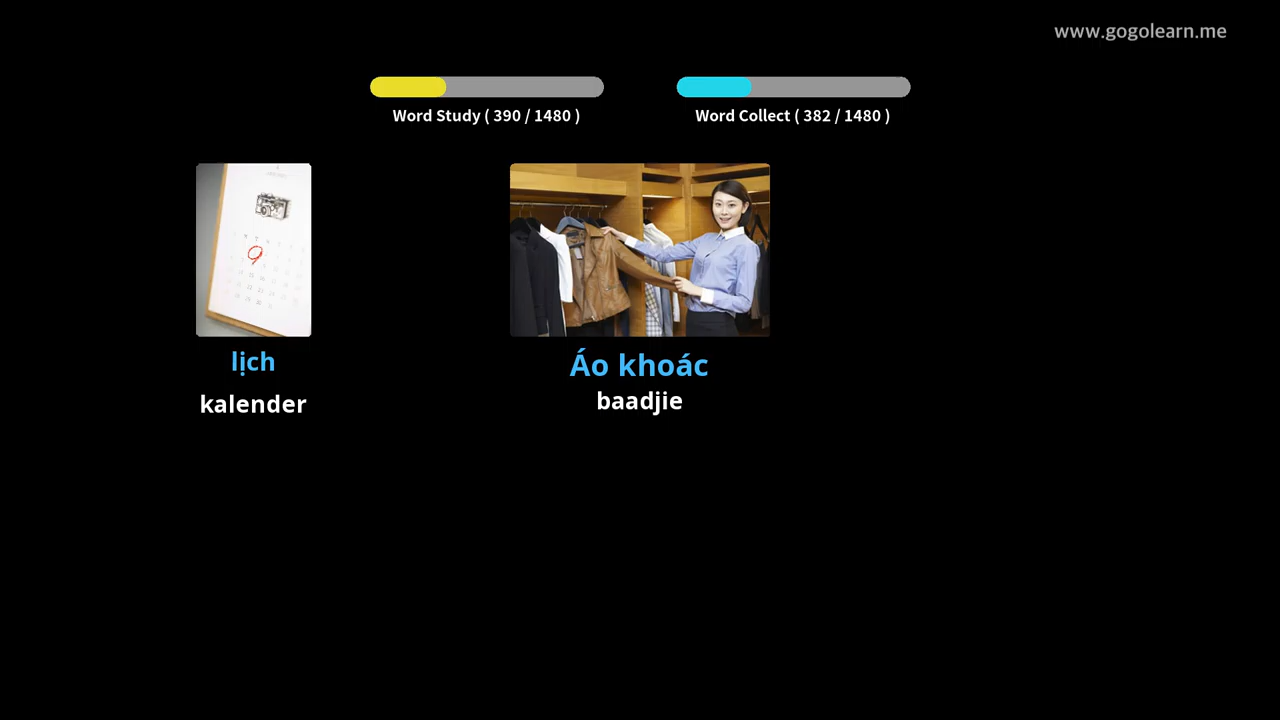 www.gogolearn.me
Word Study ( 390 / 1480 )
Word Collect ( 382 / 1480 )
lịch
kalender
Áo khoác
baadjie